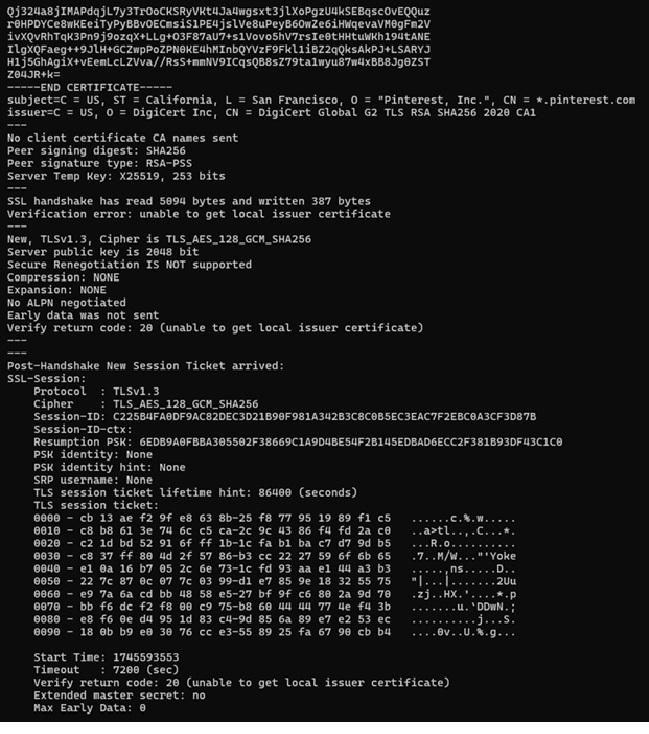 -----END CERTIFICATE-----
subject=C = US, ST = California, L = San Francisco, O = "Pinterest, Inc.", CN = *.pinterest.com
issuer=C = US, O = DigiCert Inc, CN = DigiCert Global G2 TLS RSA SHA256 2020 CA1
---
No client certificate CA names sent
Peer signing digest: SHA256
Peer signature type: RSA-PSS
Server Temp Key: X25519, 253 bits
---
SSL handshake has read 5094 bytes and written 387 bytes
Verification error: unable to get local issuer certificate
---
New, TLSv1.3, Cipher is TLS_AES_128_GCM_SHA256
Server public key is 2048 bit
Secure Renegotiation IS NOT supported
Compression: NONE
Expansion: NONE
No ALPN negotiated
Early data was not sent
Verify return code: 20 (unable to get local issuer certificate)
---
---
Post-Handshake New Session Ticket arrived:
SSL-Session:
    Protocol  : TLSv1.3
    Cipher    : TLS_AES_128_GCM_SHA256
    Session-ID: C225B4FA0DF9AC82DEC3D21B90F981A342B3C8C0B5EC3EAC7F2EBC0A3CF3D87B
    Session-ID-ctx:
    Resumption PSK: 6EDB9A0FBBA305502F38669C1A9D4BE54F2B145EDBAD6ECC2F381B93DF43C1C0
    PSK identity: None
    PSK identity hint: None
    SRP username: None
    TLS session ticket lifetime hint: 86400 (seconds)
    TLS session ticket:
    0000 - cb 13 ae f2 9f e8 63 8b-25 f8 77 95 19 89 f1 c5   ......c.%.w.....
    0010 - c8 b8 61 3e 74 6c c5 ca-2c 9c 43 86 f4 fd 2a c0   ..a>tl..,.C...*.
    0020 - c2 1d bd 52 91 6f ff 1b-1c fa b1 ba c7 d7 9d b5   ...R.o..........
    0030 - c8 37 ff 80 4d 2f 57 86-b3 cc 22 27 59 6f 6b 65   .7..M/W..."'Yoke
    0040 - e1 0a 16 b7 05 2c 6e 73-1c fd 93 aa e1 44 a3 b3   .....,ns.....D..
    0050 - 22 7c 87 0c 07 7c 03 99-d1 e7 85 9e 18 32 55 75   "|...|.......2Uu
    0060 - e9 7a 6a cd bb 48 58 e5-27 bf 9f c6 80 2a 9d 70   .zj..HX.'....*.p
    0070 - bb f6 dc f2 f8 00 c9 75-b8 60 44 44 77 4e f4 3b   .......u.`DDwN.;
    0080 - e8 f6 0e d4 95 1d 83 c4-9d 85 6a 89 e7 e2 53 ec   ..........j...S.
    0090 - 18 0b b9 e0 30 76 cc e3-55 89 25 fa 67 90 cb b4   ....0v..U.%.g...
    Start Time: 1745593553
    Timeout   : 7200 (sec)
    Verify return code: 20 (unable to get local issuer certificate)
    Extended master secret: no
    Max Early Data: 0